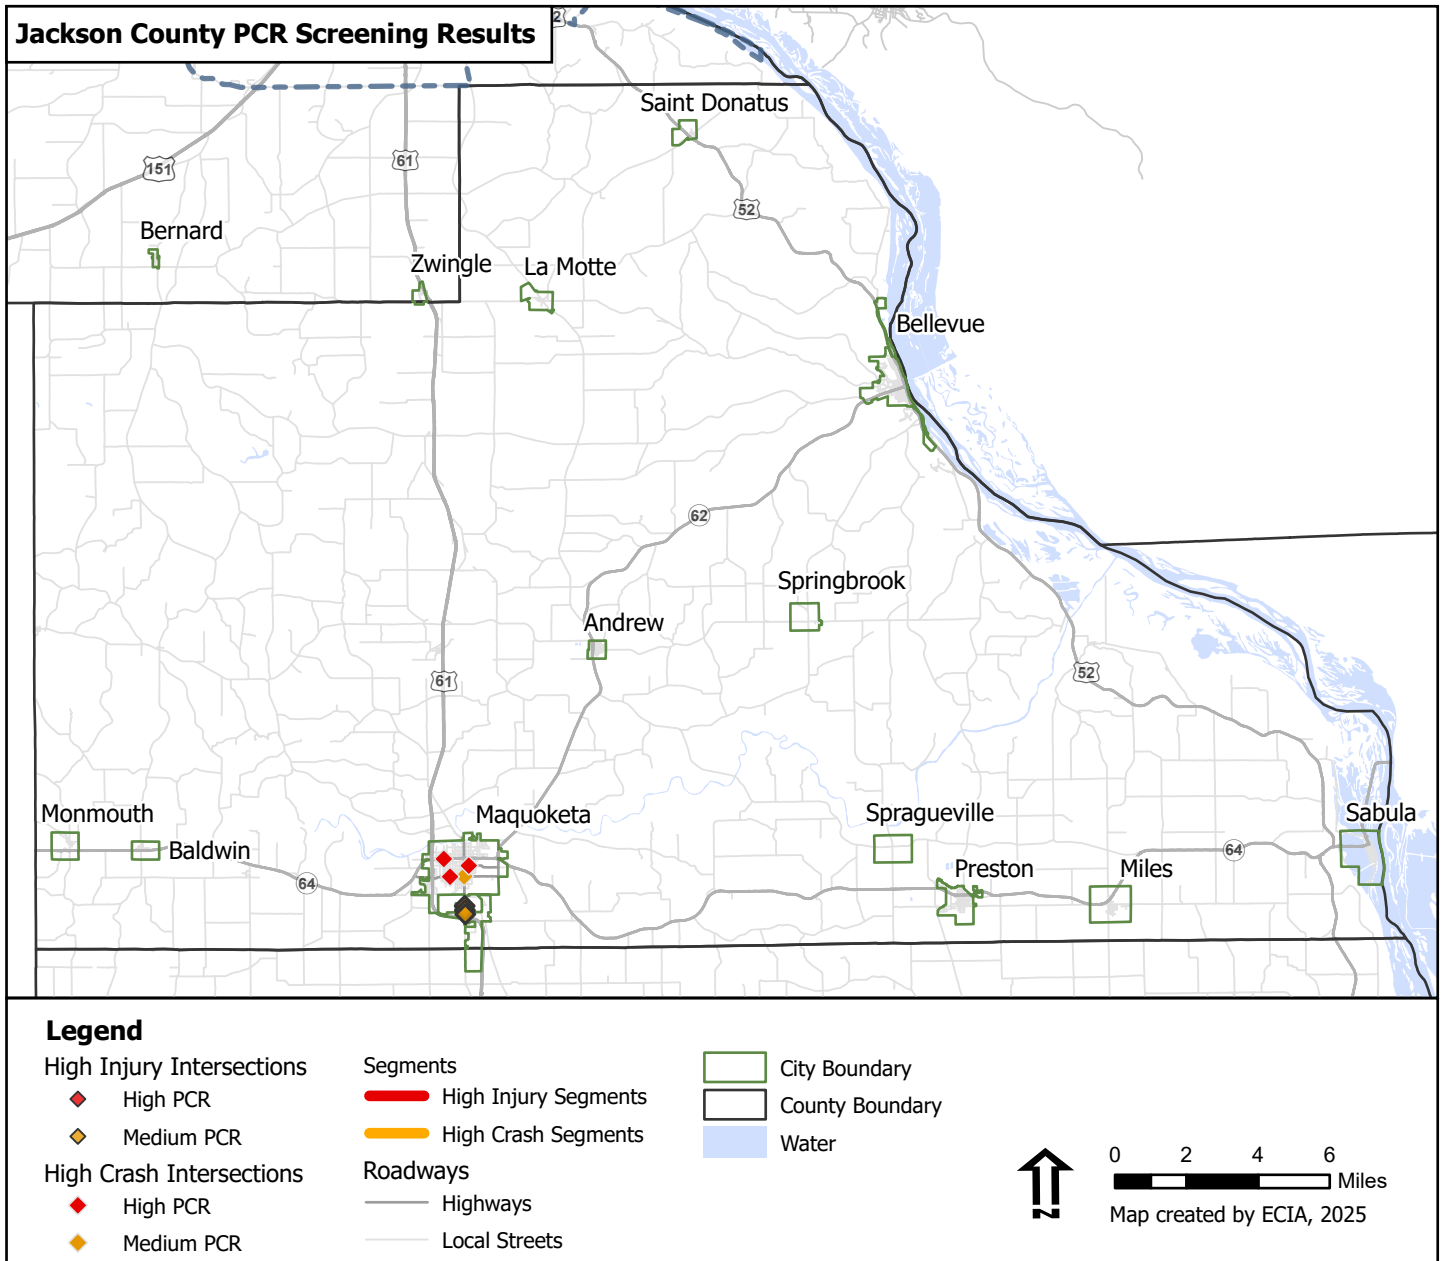 Jackson County PCR Screening Results
2
Saint Donatus
151
61
52
Bernard
Zwingle
La Motte
Bellevue
62
Springbrook
Andrew
61
52
Monmouth
Maquoketa
Spragueville
Sabula
Baldwin
64
64
Preston
Miles
Legend
High Injury Intersections
High PCR
Medium PCR
High Crash Intersections
High PCR
Medium PCR
Segments
High Injury Segments
High Crash Segments
Roadways
Highways
Local Streets
City Boundary
County Boundary
Water
N
0 2 4 6
Miles
Map created by ECIA, 2025